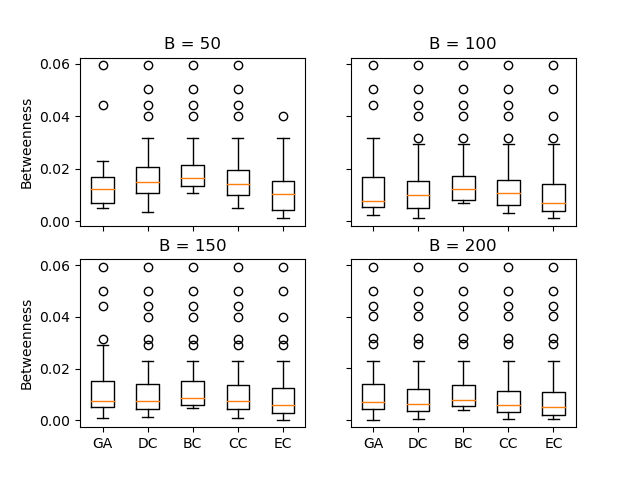 B = 50
B = 100
Betweenness
0.06
0.04
0.02
0.00
B = 150
B = 200
Betweenness
0.06
0.04
0.02
0.00
GA DC BC CC EC
GA DC BC CC EC